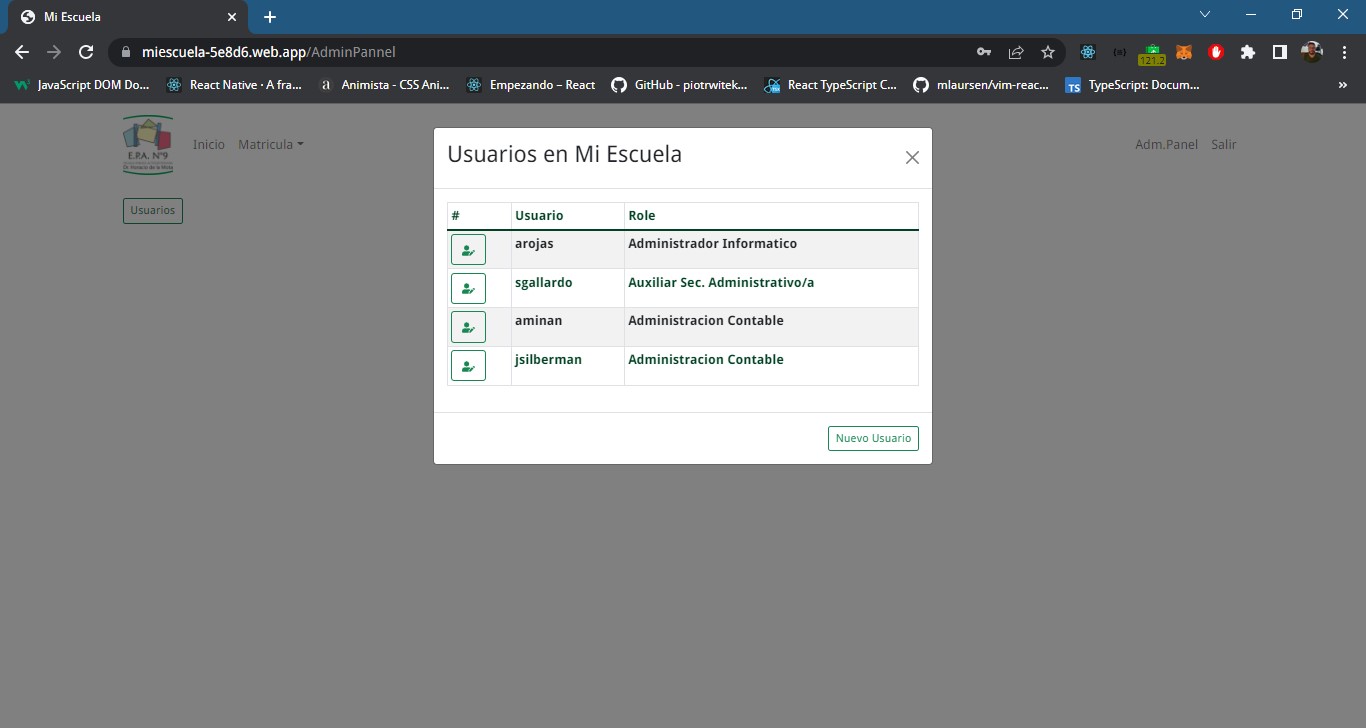 Mi Escuela
miescuela-5e8d6.web.app/AdminPannel
121.2
JavaScript DOM Do...
React Native · A fra...
Animista - CSS Ani...
Empezando – React
GitHub - piotrwitek...
React TypeScript C...
mlaursen/vim-reac...
TypeScript: Docum...
E.P.A. N°9
Inicio
Matricula
Adm.Panel
Salir
Usuarios
Usuarios en Mi Escuela
# Usuario Role
arojas Administrador Informatico
sgallardo Auxiliar Sec. Administrativo/a
aminan Administracion Contable
jsilberman Administracion Contable
Nuevo Usuario